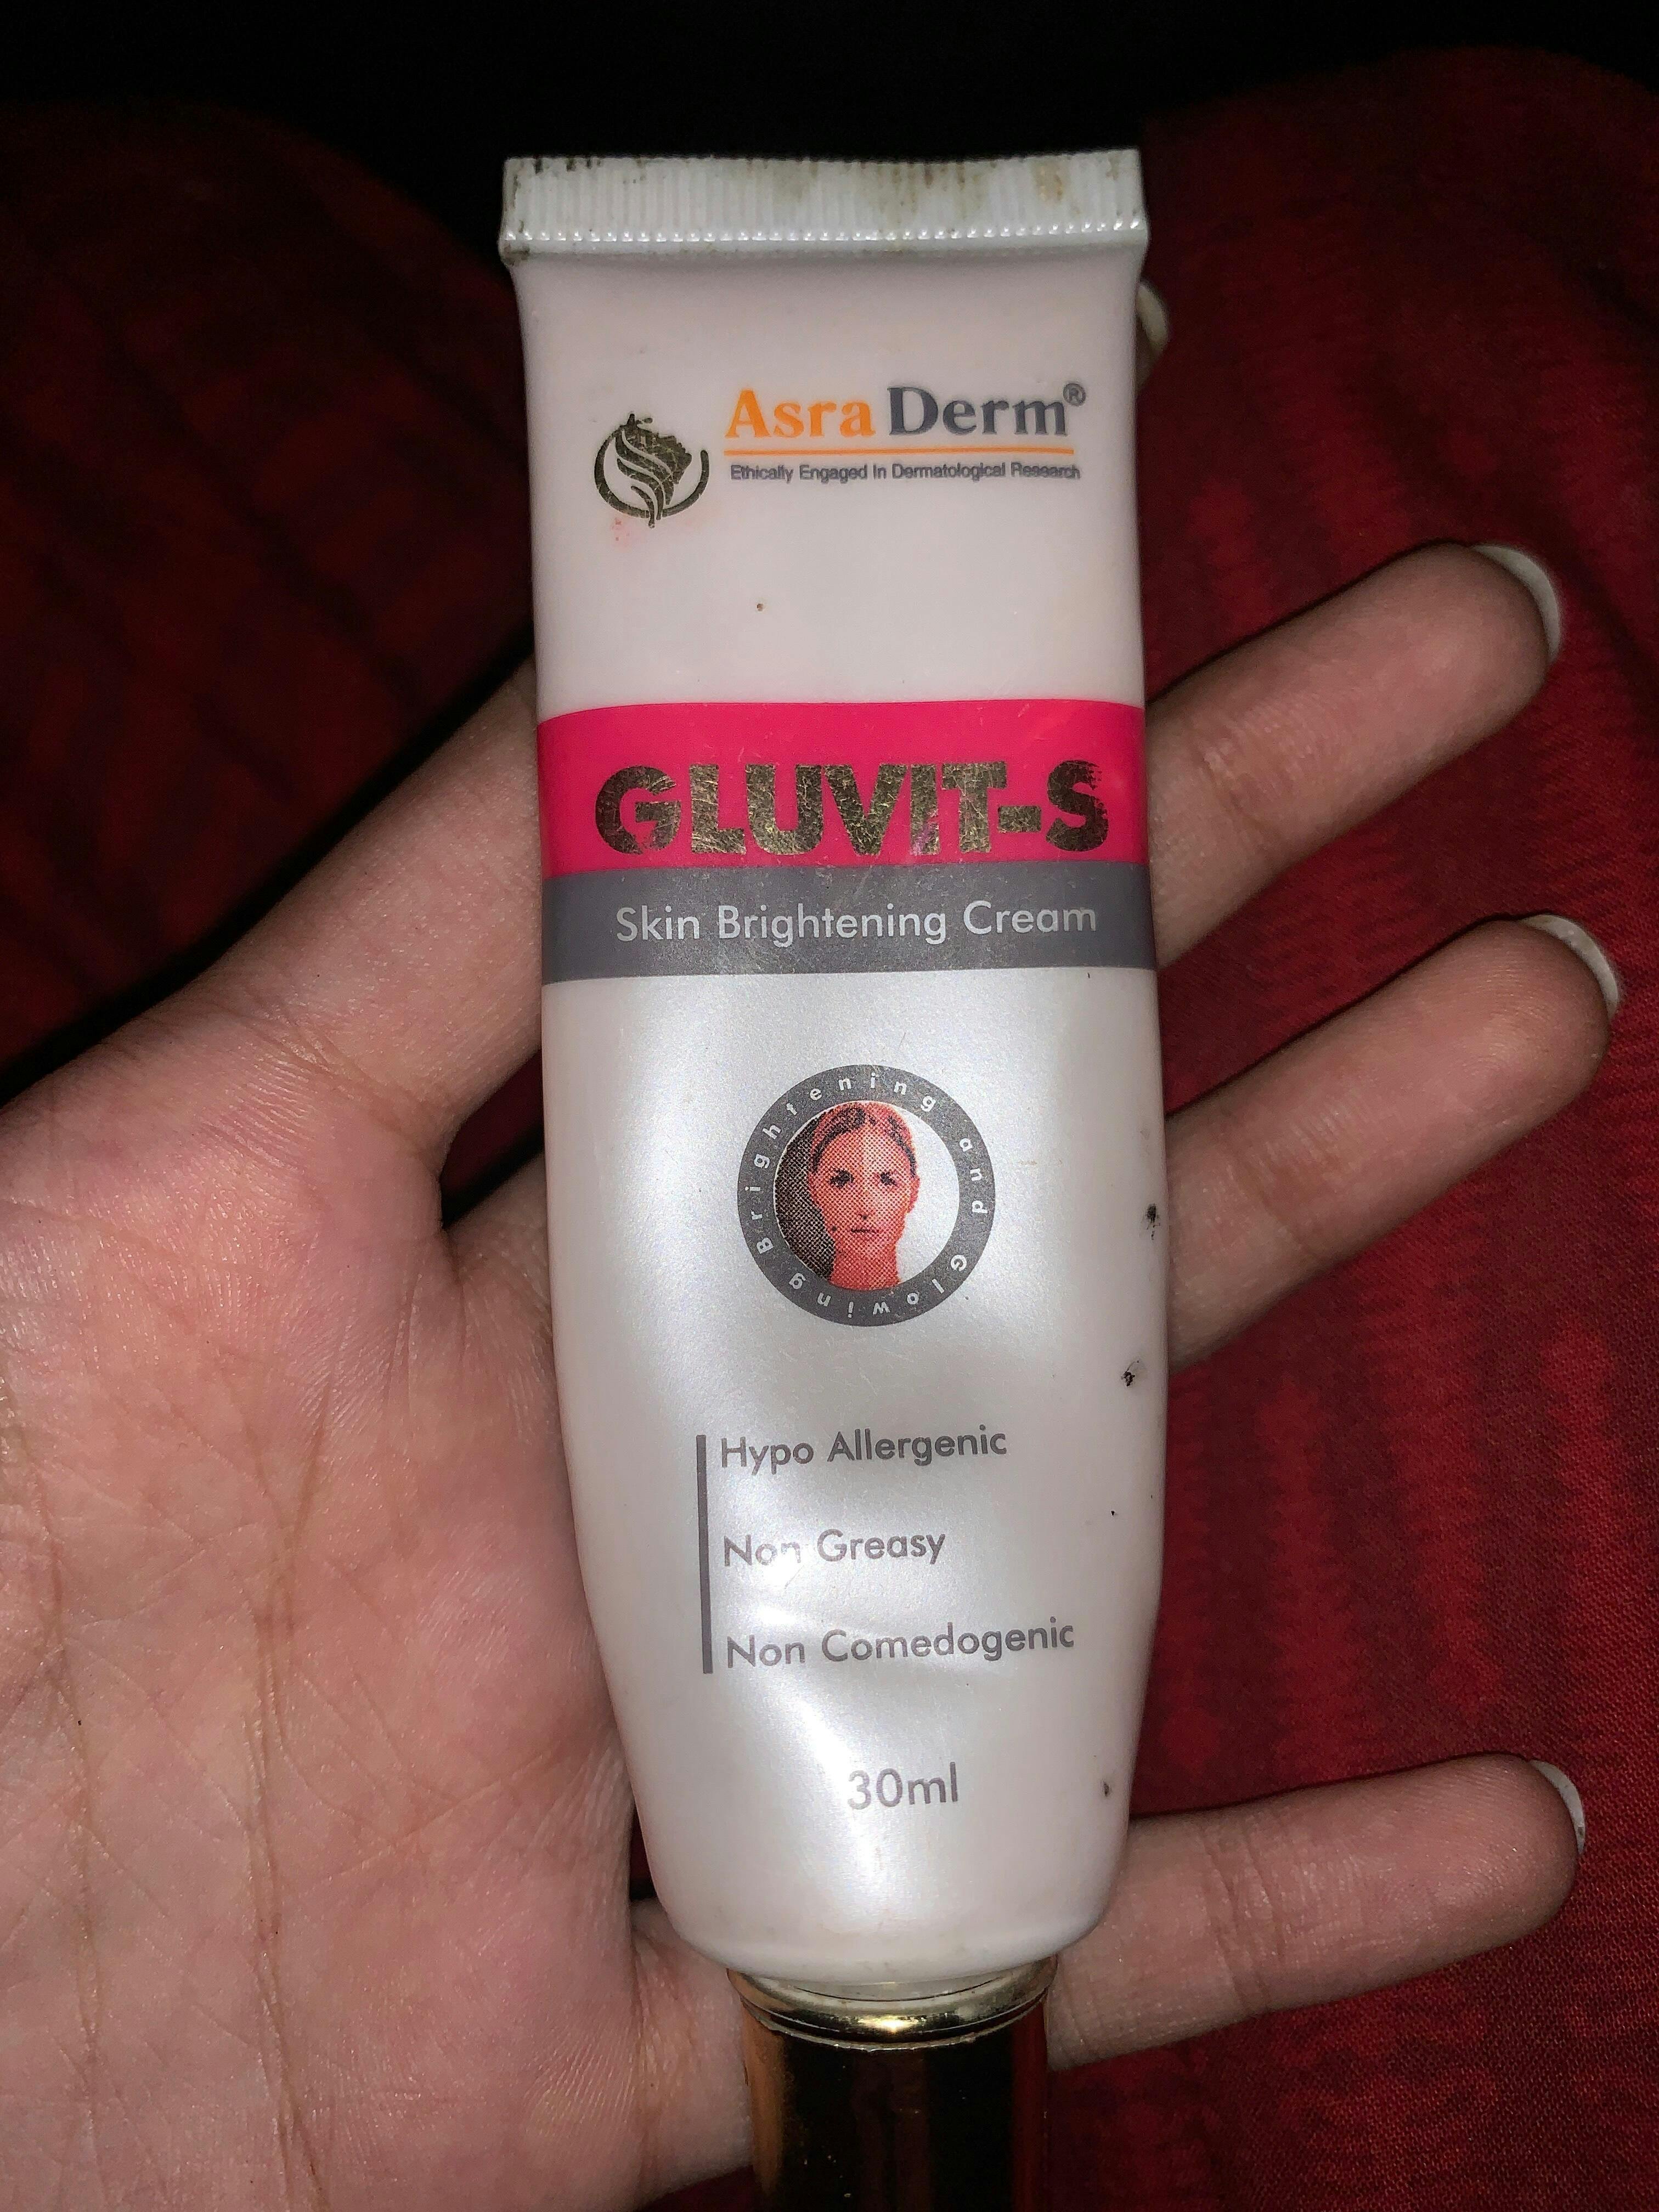 Asra Derm®
Ethically Engaged In Dermatological Research
GLUVIT-S
Skin Brightening Cream
Brightening and Glowing
Hypo Allergenic
Non Greasy
Non Comedogenic
30ml